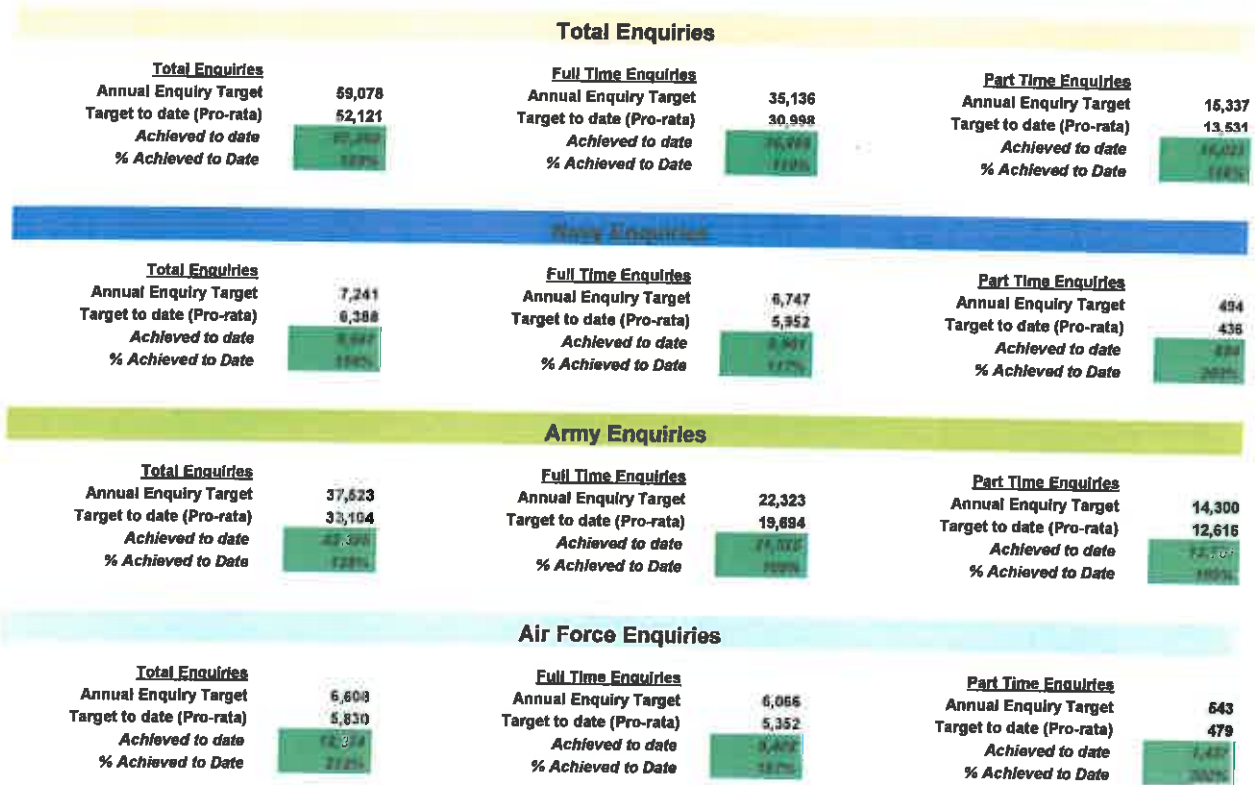 Total Enquiries
Total Enquiries
Annual Enquiry Target 59,078
Target to date (Pro-rata) 52,121
Achieved to date
% Achieved to Date
Full Time Enquiries
Annual Enquiry Target 35,136
Target to date (Pro-rata) 30,998
Achieved to date
% Achieved to Date
Part Time Enquiries
Annual Enquiry Target 15,337
Target to date (Pro-rata) 13,531
Achieved to date
% Achieved to Date
Navy Enquiries
Total Enquiries
Annual Enquiry Target 7,241
Target to date (Pro-rata) 6,388
Achieved to date
% Achieved to Date
Full Time Enquiries
Annual Enquiry Target 6,747
Target to date (Pro-rata) 5,952
Achieved to date
% Achieved to Date
Part Time Enquiries
Annual Enquiry Target 494
Target to date (Pro-rata) 436
Achieved to date
% Achieved to Date
Army Enquiries
Total Enquiries
Annual Enquiry Target 37,523
Target to date (Pro-rata) 33,104
Achieved to date
% Achieved to Date
Full Time Enquiries
Annual Enquiry Target 22,323
Target to date (Pro-rata) 19,694
Achieved to date
% Achieved to Date
Part Time Enquiries
Annual Enquiry Target 14,300
Target to date (Pro-rata) 12,616
Achieved to date
% Achieved to Date
Air Force Enquiries
Total Enquiries
Annual Enquiry Target 6,608
Target to date (Pro-rata) 5,830
Achieved to date
% Achieved to Date
Full Time Enquiries
Annual Enquiry Target 6,066
Target to date (Pro-rata) 5,352
Achieved to date
% Achieved to Date
Part Time Enquiries
Annual Enquiry Target 543
Target to date (Pro-rata) 479
Achieved to date
% Achieved to Date